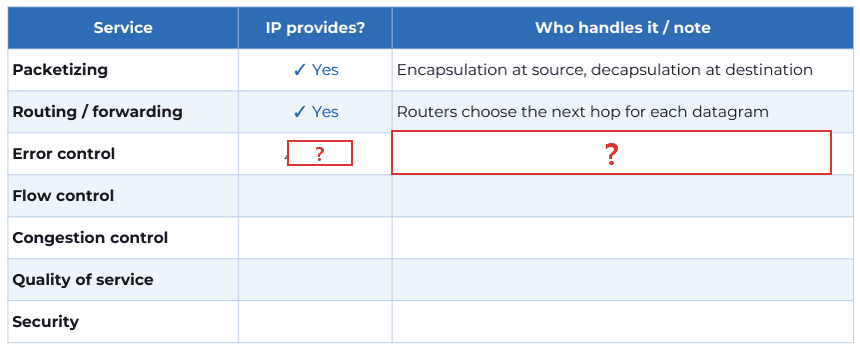 Service IP provides? Who handles it / note
Packetizing ✓ Yes Encapsulation at source, decapsulation at destination
Routing / forwarding ✓ Yes Routers choose the next hop for each datagram
Error control ? ?
Flow control
Congestion control
Quality of service
Security